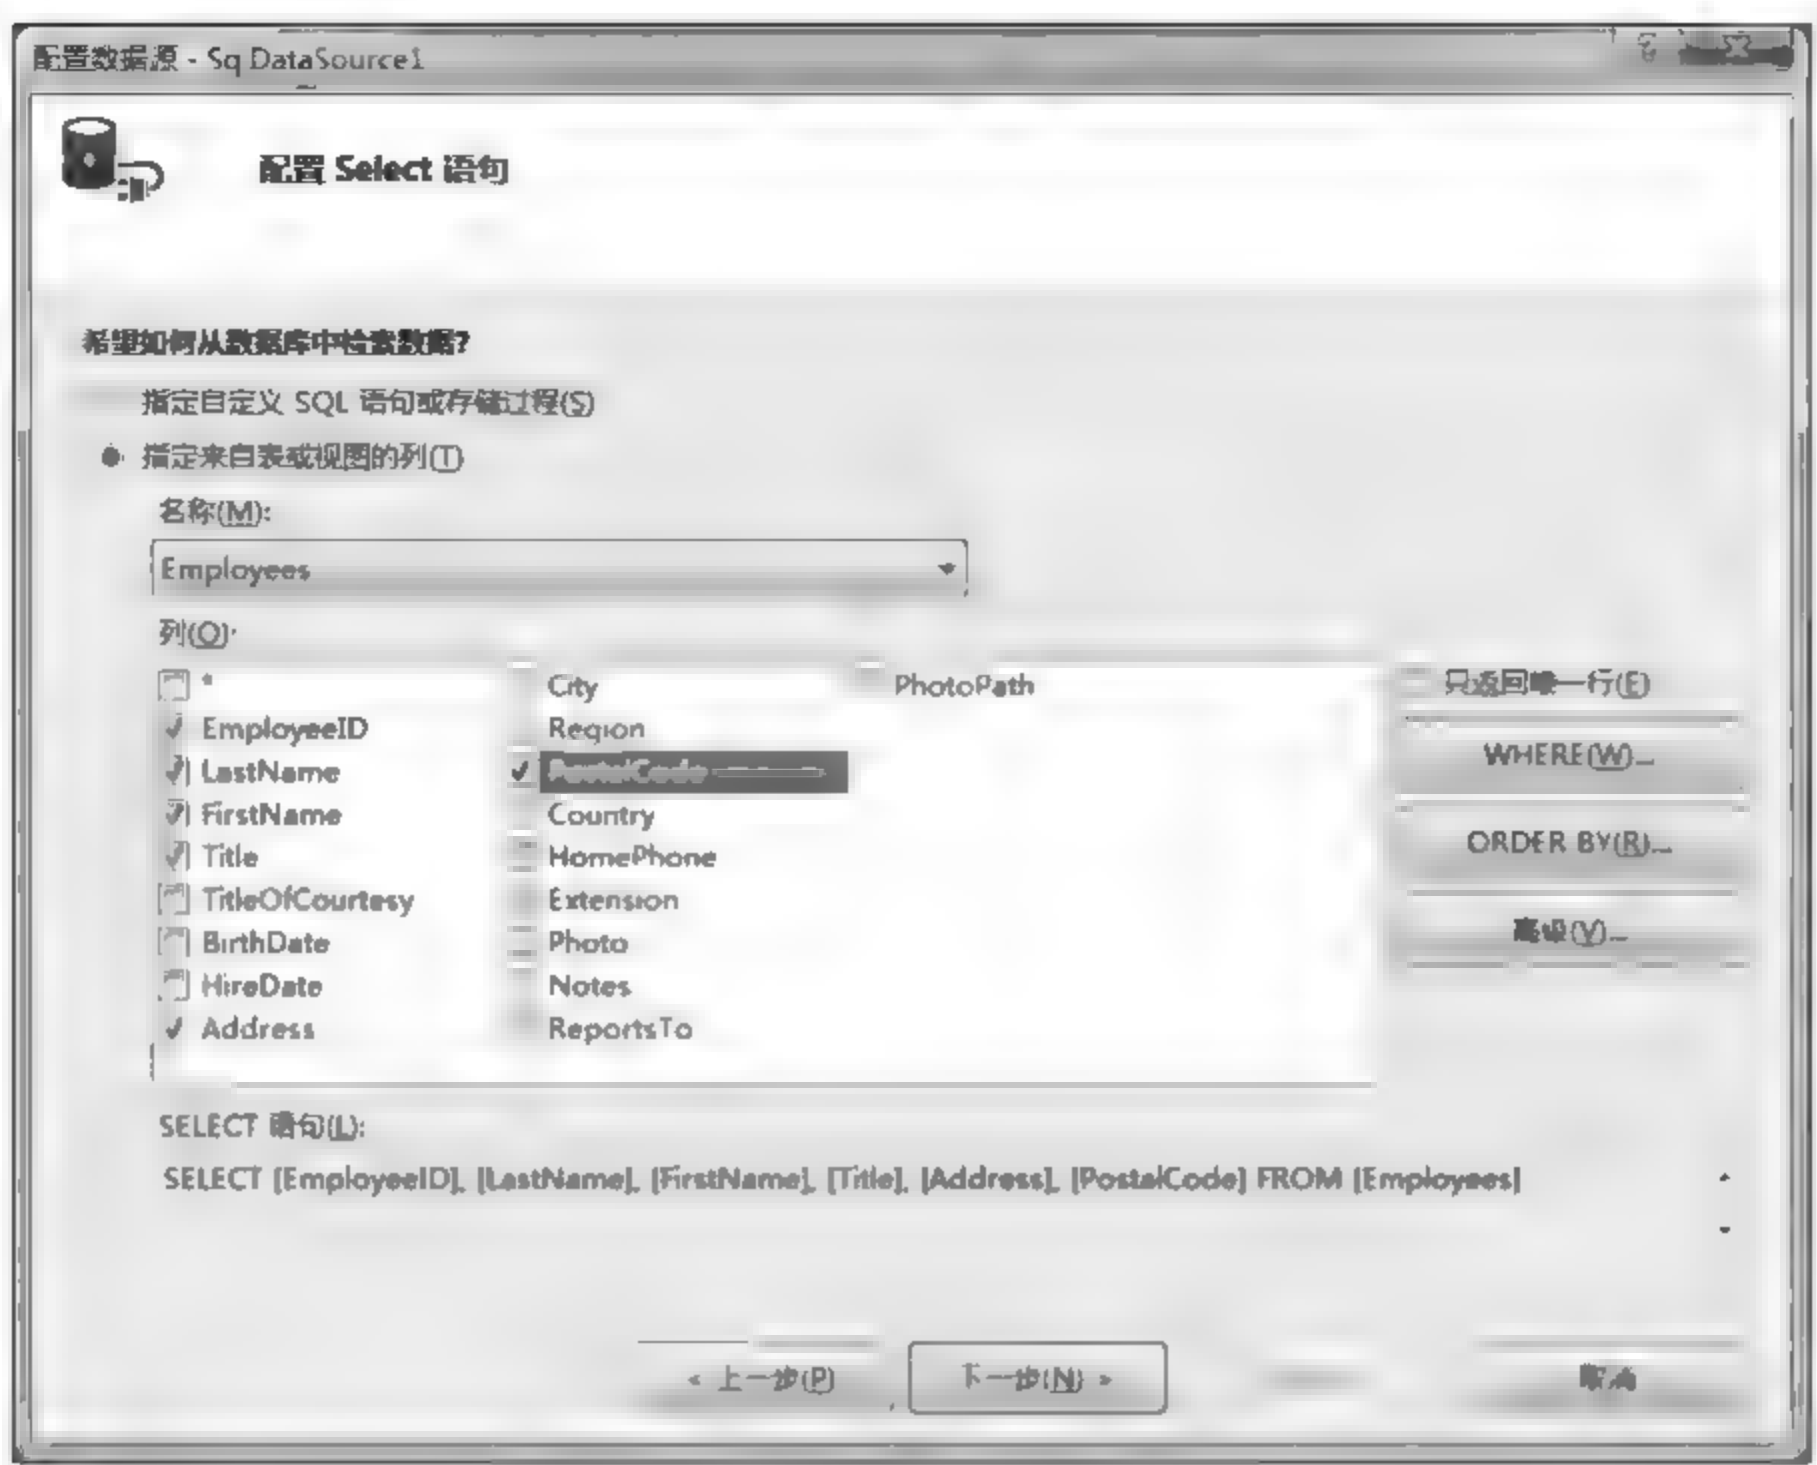 配置数据源 - Sq DataSource1
配置 Select 语句
希望如何从数据库中检索数据?
指定自定义 SQL 语句或存储过程(S)
指定来自表或视图的列(T)
名称(M):
Employees
列(O):
*
City
PhotoPath
只返回唯一行(E)
EmployeeID
Region
LastName
PostalCode
WHERE(W)...
FirstName
Country
Title
HomePhone
ORDER BY(R)...
TitleOfCourtesy
Extension
BirthDate
Photo
高级(V)...
HireDate
Notes
Address
ReportsTo
SELECT 语句(L):
SELECT [EmployeeID], [LastName], [FirstName], [Title], [Address], [PostalCode] FROM [Employees]
< 上一步(P)
下一步(N) >
取消